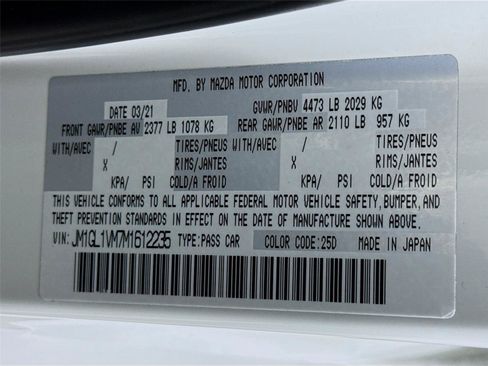 MFD. BY MAZDA MOTOR CORPORATION
DATE 03/21 GVWR/PNBV 4473 LB 2029 KG
FRONT GAWR/PNBE AV 2377 LB 1078 KG REAR GAWR/PNBE AR 2110 LB 957 KG
WITH/AVEC / TIRES/PNEUS WITH/AVEC / TIRES/PNEUS
X RIMS/JANTES X RIMS/JANTES
KPA/ PSI COLD/A FROID KPA/ PSI COLD/A FROID
THIS VEHICLE CONFORMS TO ALL APPLICABLE FEDERAL MOTOR VEHICLE SAFETY, BUMPER, AND
THEFT PREVENTION STANDARDS IN EFFECT ON THE DATE OF MANUFACTURE SHOWN ABOVE.
VIN: JM1GL1VM7M1612235 TYPE:PASS CAR COLOR CODE:25D MADE IN JAPAN